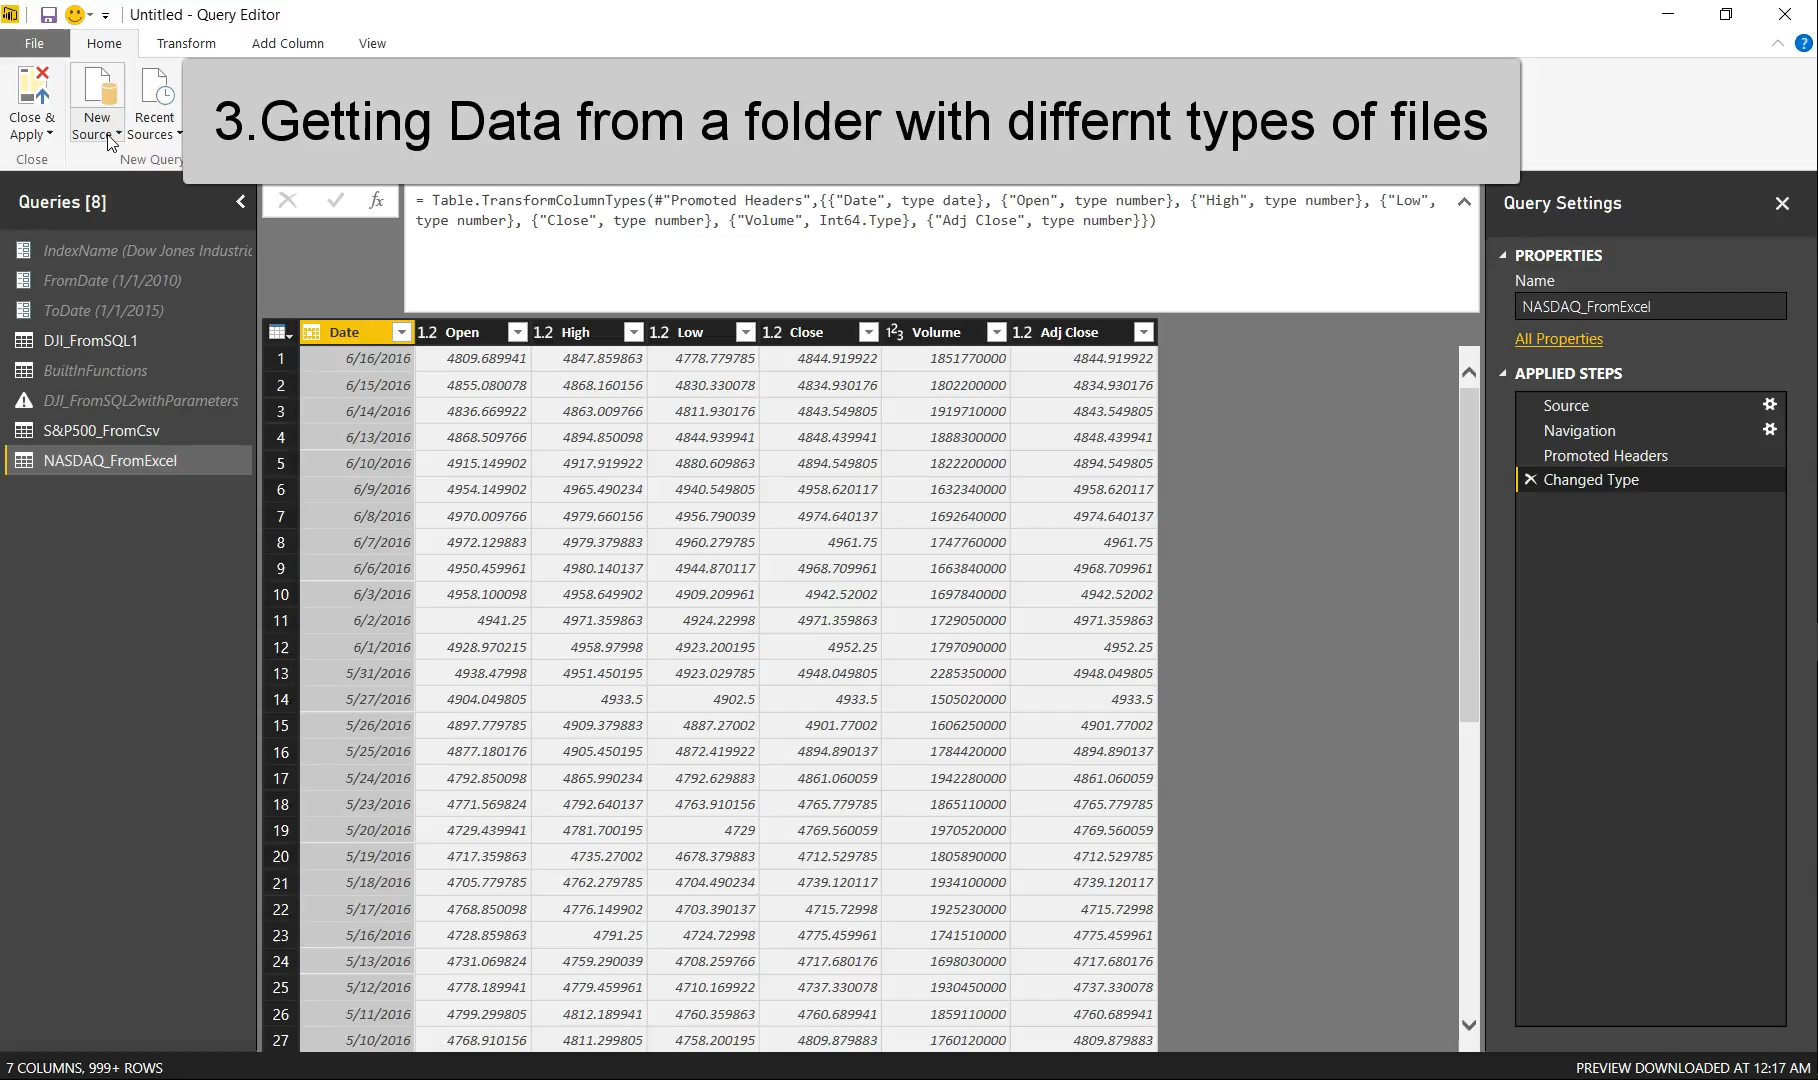 Untitled - Query Editor
File Home Transform Add Column View
3.Getting Data from a folder with differnt types of files
Close & Apply
New Source
Recent Sources
Close
New Query
Queries [8]
IndexName (Dow Jones Industric
FromDate (1/1/2010)
ToDate (1/1/2015)
DJI_FromSQL1
BuiltInFunctions
DJI_FromSQL2withParameters
S&P500_FromCsv
NASDAQ_FromExcel
fx
= Table.TransformColumnTypes(#"Promoted Headers",{{"Date", type date}, {"Open", type number}, {"High", type number}, {"Low",
type number}, {"Close", type number}, {"Volume", Int64.Type}, {"Adj Close", type number}})
Date 1.2 Open 1.2 High 1.2 Low 1.2 Close 123 Volume 1.2 Adj Close
1 6/16/2016 4809.689941 4847.859863 4778.779785 4844.919922 1851770000 4844.919922
2 6/15/2016 4855.080078 4868.160156 4830.330078 4834.930176 1802200000 4834.930176
3 6/14/2016 4836.669922 4863.009766 4811.930176 4843.549805 1919710000 4843.549805
4 6/13/2016 4868.509766 4894.850098 4844.939941 4848.439941 1888300000 4848.439941
5 6/10/2016 4915.149902 4917.919922 4880.609863 4894.549805 1822200000 4894.549805
6 6/9/2016 4954.149902 4965.490234 4940.549805 4958.620117 1632340000 4958.620117
7 6/8/2016 4970.009766 4979.660156 4956.790039 4974.640137 1692640000 4974.640137
8 6/7/2016 4972.129883 4979.379883 4960.279785 4961.75 1747760000 4961.75
9 6/6/2016 4950.459961 4980.140137 4944.870117 4968.709961 1663840000 4968.709961
10 6/3/2016 4958.100098 4958.649902 4909.209961 4942.52002 1697840000 4942.52002
11 6/2/2016 4941.25 4971.359863 4924.22998 4971.359863 1729050000 4971.359863
12 6/1/2016 4928.970215 4958.97998 4923.200195 4952.25 1797090000 4952.25
13 5/31/2016 4938.47998 4951.450195 4923.029785 4948.049805 2285350000 4948.049805
14 5/27/2016 4904.049805 4933.5 4902.5 4933.5 1505020000 4933.5
15 5/26/2016 4897.779785 4909.379883 4887.27002 4901.77002 1606250000 4901.77002
16 5/25/2016 4877.180176 4905.450195 4872.419922 4894.890137 1784420000 4894.890137
17 5/24/2016 4792.850098 4865.990234 4792.629883 4861.060059 1942280000 4861.060059
18 5/23/2016 4771.569824 4792.640137 4763.910156 4765.779785 1865110000 4765.779785
19 5/20/2016 4729.439941 4781.700195 4729 4769.560059 1970520000 4769.560059
20 5/19/2016 4717.359863 4735.27002 4678.379883 4712.529785 1805890000 4712.529785
21 5/18/2016 4705.779785 4762.279785 4704.490234 4739.120117 1934100000 4739.120117
22 5/17/2016 4768.850098 4776.149902 4703.390137 4715.72998 1925230000 4715.72998
23 5/16/2016 4728.859863 4791.25 4724.72998 4775.459961 1741510000 4775.459961
24 5/13/2016 4731.069824 4759.290039 4708.259766 4717.680176 1698030000 4717.680176
25 5/12/2016 4778.189941 4779.459961 4710.169922 4737.330078 1930450000 4737.330078
26 5/11/2016 4799.299805 4812.189941 4760.359863 4760.689941 1859110000 4760.689941
27 5/10/2016 4768.910156 4811.299805 4758.200195 4809.879883 1760120000 4809.879883
Query Settings
PROPERTIES
Name
NASDAQ_FromExcel
All Properties
APPLIED STEPS
Source
Navigation
Promoted Headers
Changed Type
7 COLUMNS, 999+ ROWS
PREVIEW DOWNLOADED AT 12:17 AM